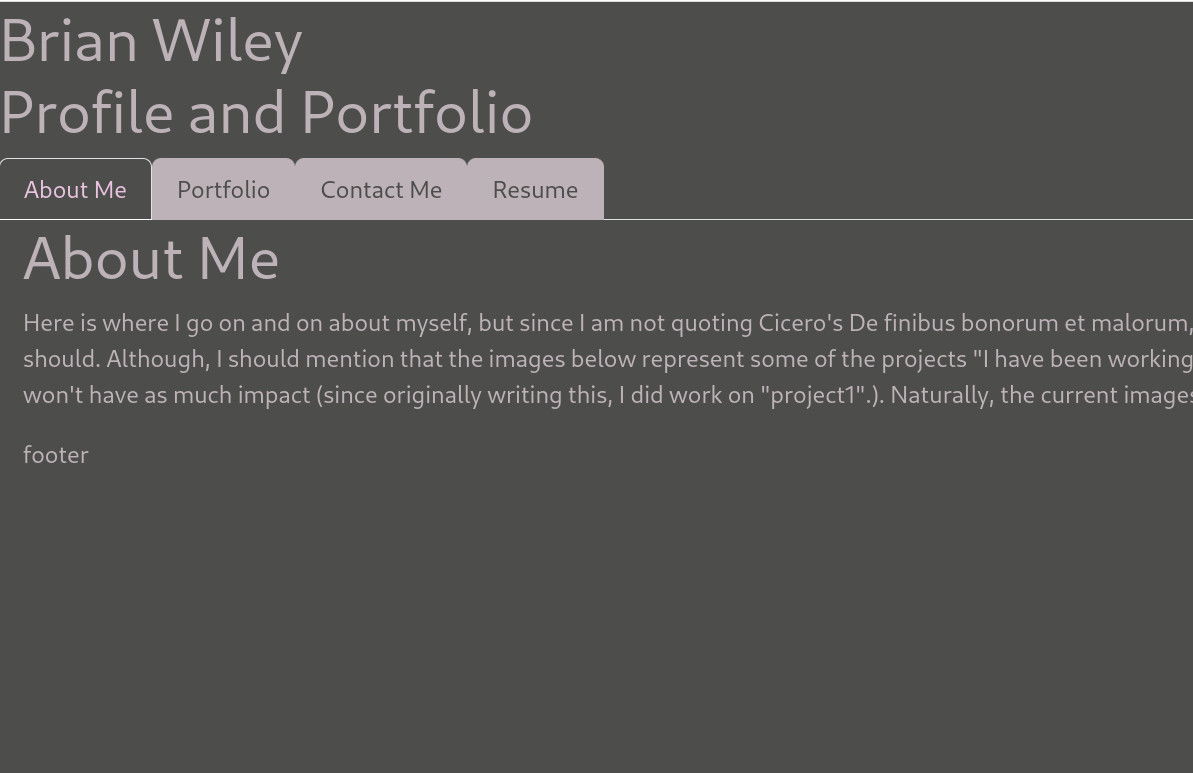 Brian Wiley
Profile and Portfolio
About Me Portfolio Contact Me Resume
About Me
Here is where I go on and on about myself, but since I am not quoting Cicero's De finibus bonorum et malorum,
should. Although, I should mention that the images below represent some of the projects "I have been working
won't have as much impact (since originally writing this, I did work on "project1".). Naturally, the current images
footer